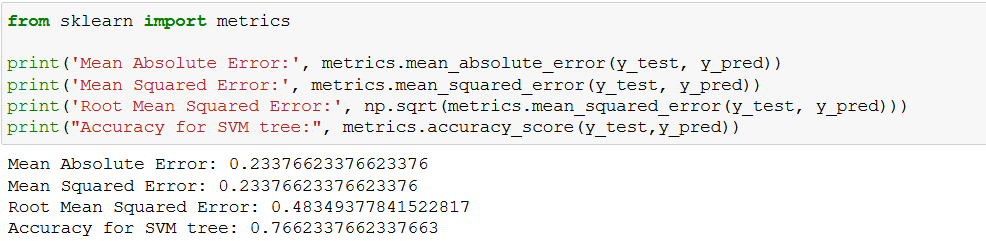 from sklearn import metrics
print('Mean Absolute Error:', metrics.mean_absolute_error(y_test, y_pred))
print('Mean Squared Error:', metrics.mean_squared_error(y_test, y_pred))
print('Root Mean Squared Error:', np.sqrt(metrics.mean_squared_error(y_test, y_pred)))
print("Accuracy for SVM tree:", metrics.accuracy_score(y_test,y_pred))
Mean Absolute Error: 0.23376623376623376
Mean Squared Error: 0.23376623376623376
Root Mean Squared Error: 0.48349377841522817
Accuracy for SVM tree: 0.7662337662337663